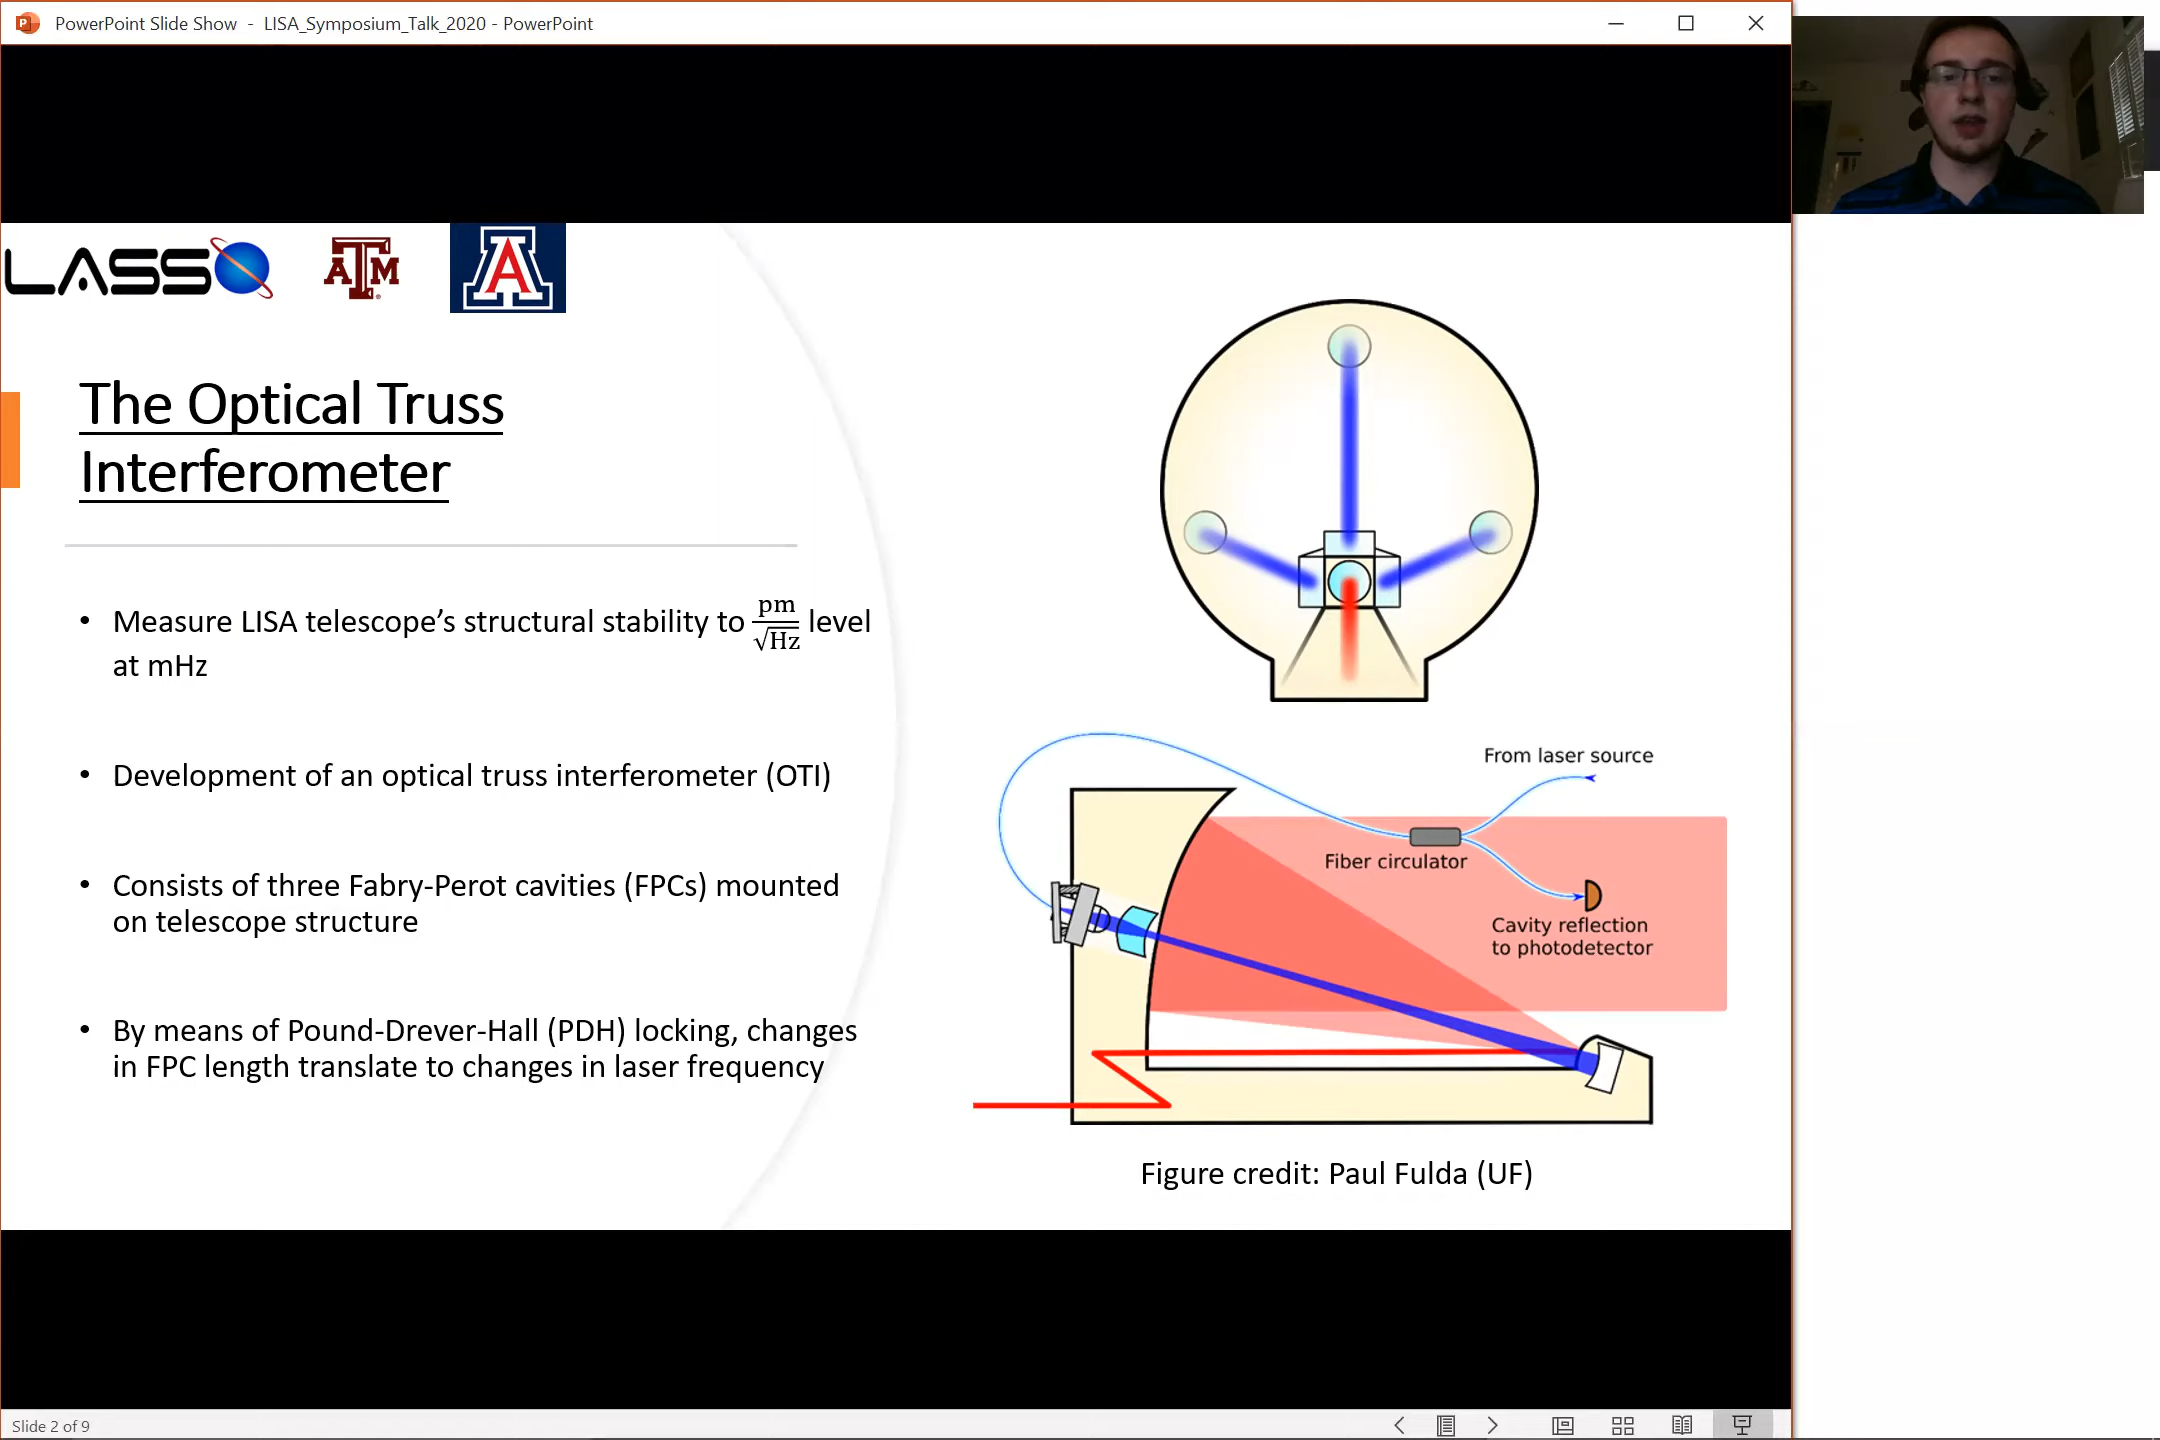 PowerPoint Slide Show - LISA_Symposium_Talk_2020 - PowerPoint
LASSO
ATM
A
The Optical Truss
Interferometer
• Measure LISA telescope’s structural stability to pm/√Hz level
at mHz
• Development of an optical truss interferometer (OTI)
• Consists of three Fabry-Perot cavities (FPCs) mounted
on telescope structure
• By means of Pound-Drever-Hall (PDH) locking, changes
in FPC length translate to changes in laser frequency
From laser source
Fiber circulator
Cavity reflection
to photodetector
Figure credit: Paul Fulda (UF)
Slide 2 of 9